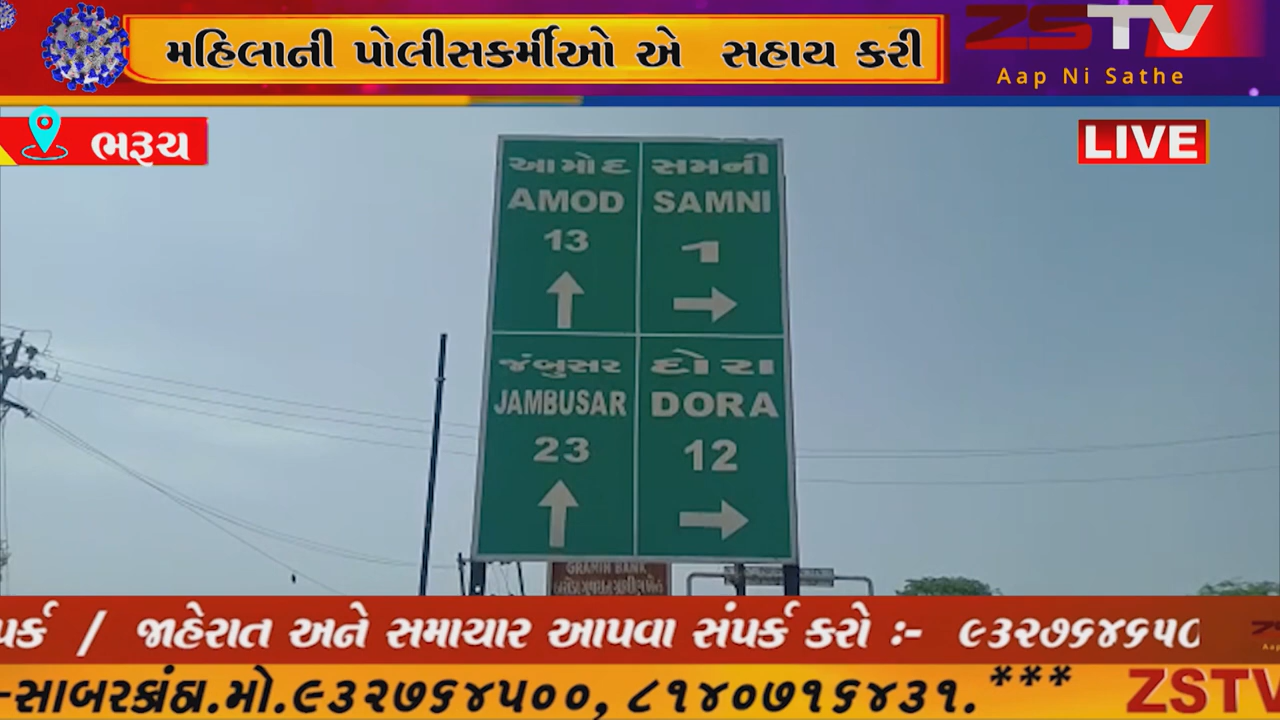 મહિલાની પોલીસકર્મીઓ એ સહાય કરી
ZSTV
Aap Ni Sathe
ભરૂચ
LIVE
આમોદ
AMOD
13
સમની
SAMNI
1
જંબુસર
JAMBUSAR
23
દોરા
DORA
12
GRAMIN BANK
ર્ક / જાહેરાત અને સમાચાર આપવા સંપર્ક કરો :- ૯૩૨૭૬૪૬૫૦
-સાબરકાંઠા.મો.૯૩૨૭૬૪૫૦૦, ૮૧૪૦૭૧૬૪૩૧.***
ZSTV